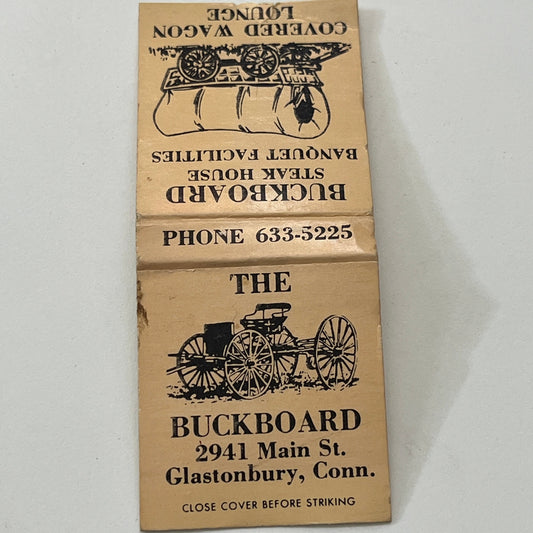 COVERED WAGON
LOUNGE
BUCKBOARD
STEAK HOUSE
BANQUET FACILITIES
PHONE 633-5225
THE
BUCKBOARD
2941 Main St.
Glastonbury, Conn.
CLOSE COVER BEFORE STRIKING